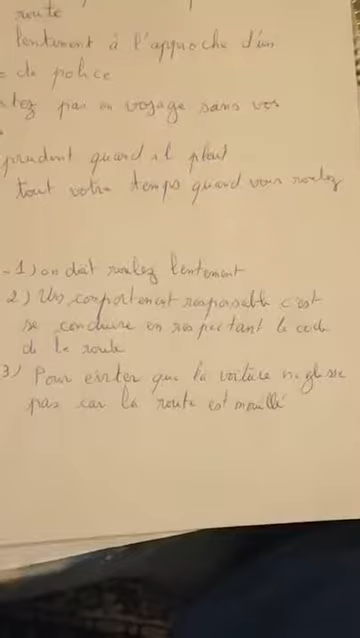 route
lentement à l'approche d'un
de police
tez pas en voyage sans vos
prudent quand il pleut
tout votre temps quand vous roulez
1) on doit roulez lentement
2) Un comportement responsable c'est
se conduire en respectant le code
de la route
3) Pour éviter que la voiture ne glisse
pas car la route est mouillé